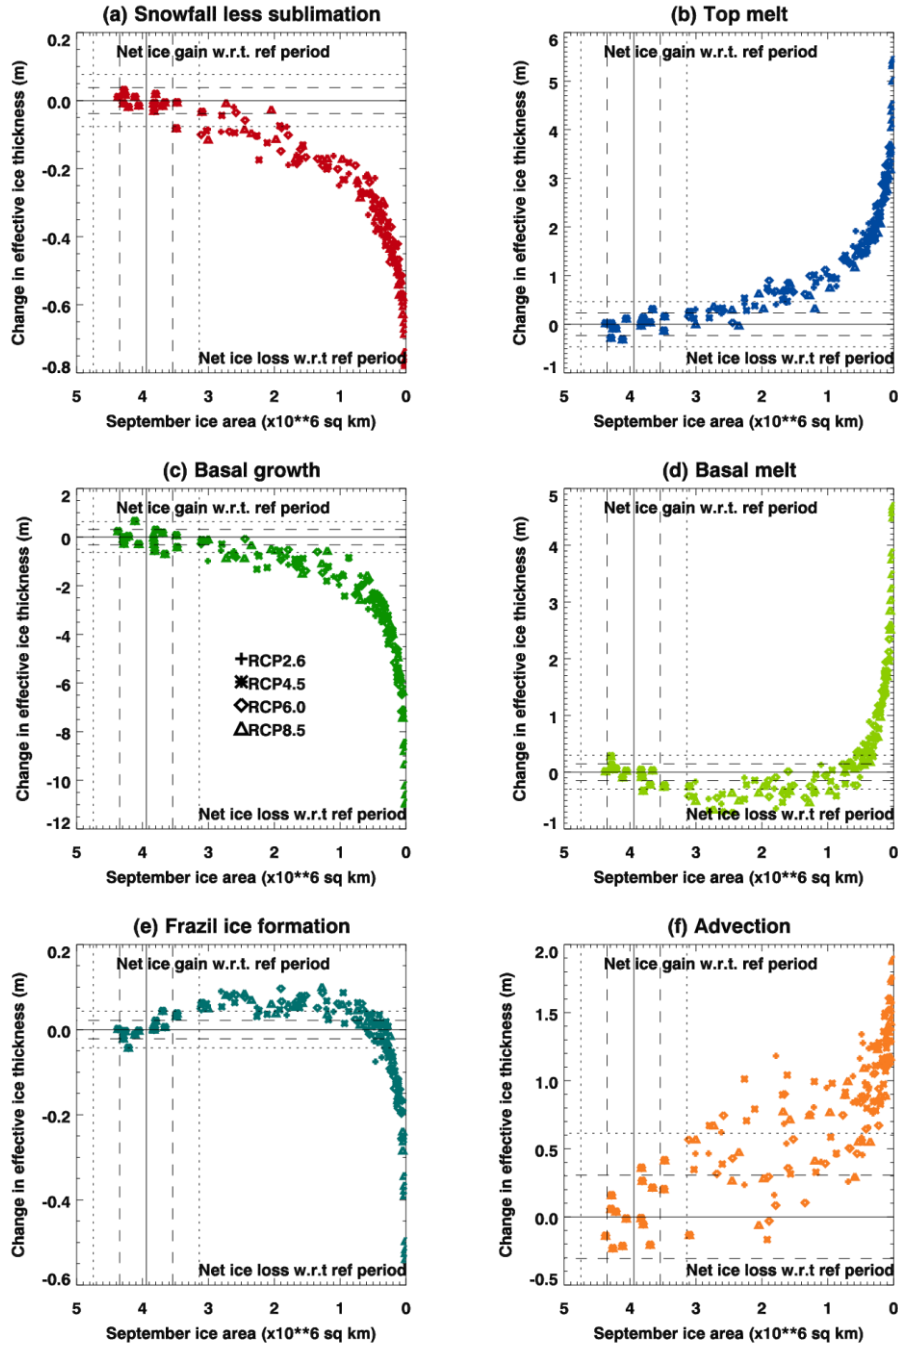 (a) Snowfall less sublimation
Net ice gain w.r.t. ref period
Change in effective ice thickness (m)
0.2
0.0
-0.2
-0.4
-0.6
-0.8
Net ice loss w.r.t ref period
5 4 3 2 1 0
September ice area (x10**6 sq km)
(b) Top melt
Net ice gain w.r.t. ref period
Change in effective ice thickness (m)
6
5
4
3
2
1
0
-1
Net ice loss w.r.t ref period
5 4 3 2 1 0
September ice area (x10**6 sq km)
(c) Basal growth
Net ice gain w.r.t. ref period
Change in effective ice thickness (m)
2
0
-2
-4
-6
-8
-10
-12
RCP2.6
RCP4.5
RCP6.0
RCP8.5
Net ice loss w.r.t ref period
5 4 3 2 1 0
September ice area (x10**6 sq km)
(d) Basal melt
Net ice gain w.r.t. ref period
Change in effective ice thickness (m)
5
4
3
2
1
0
-1
Net ice loss w.r.t ref period
5 4 3 2 1 0
September ice area (x10**6 sq km)
(e) Frazil ice formation
Net ice gain w.r.t. ref period
Change in effective ice thickness (m)
0.2
0.0
-0.2
-0.4
-0.6
Net ice loss w.r.t ref period
5 4 3 2 1 0
September ice area (x10**6 sq km)
(f) Advection
Net ice gain w.r.t. ref period
Change in effective ice thickness (m)
2.0
1.5
1.0
0.5
0.0
-0.5
Net ice loss w.r.t ref period
5 4 3 2 1 0
September ice area (x10**6 sq km)